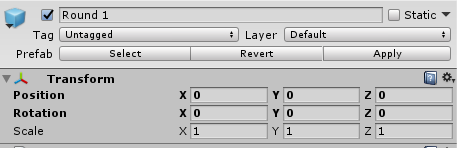 Round 1 Static
Tag Untagged Layer Default
Prefab Select Revert Apply
Transform
Position X 0 Y 0 Z 0
Rotation X 0 Y 0 Z 0
Scale X 1 Y 1 Z 1